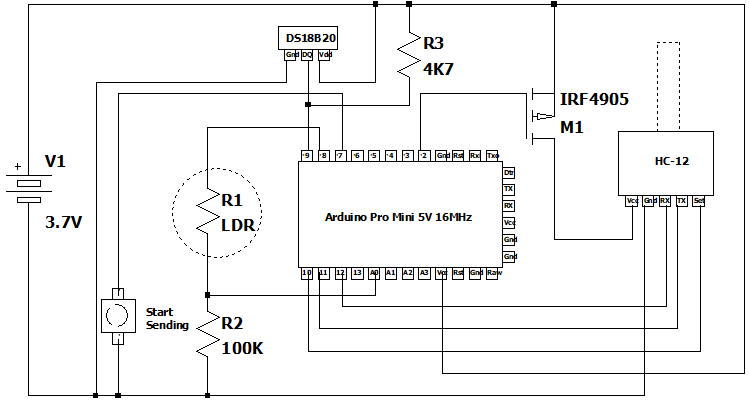 DS18B20
Gnd DQ Vdd
R3
4K7
IRF4905
M1
HC-12
Vcc Gnd RX TX Set
V1
+
3.7V
R1
LDR
9 8 7 6 5 4 3 2 Gnd Rst Rx Txo
Dtr
TX
RX
Vcc
Gnd
Gnd
Arduino Pro Mini 5V 16MHz
10 11 12 13 A0 A1 A2 A3 Vcc Rst Gnd Raw
Start
Sending
R2
100K